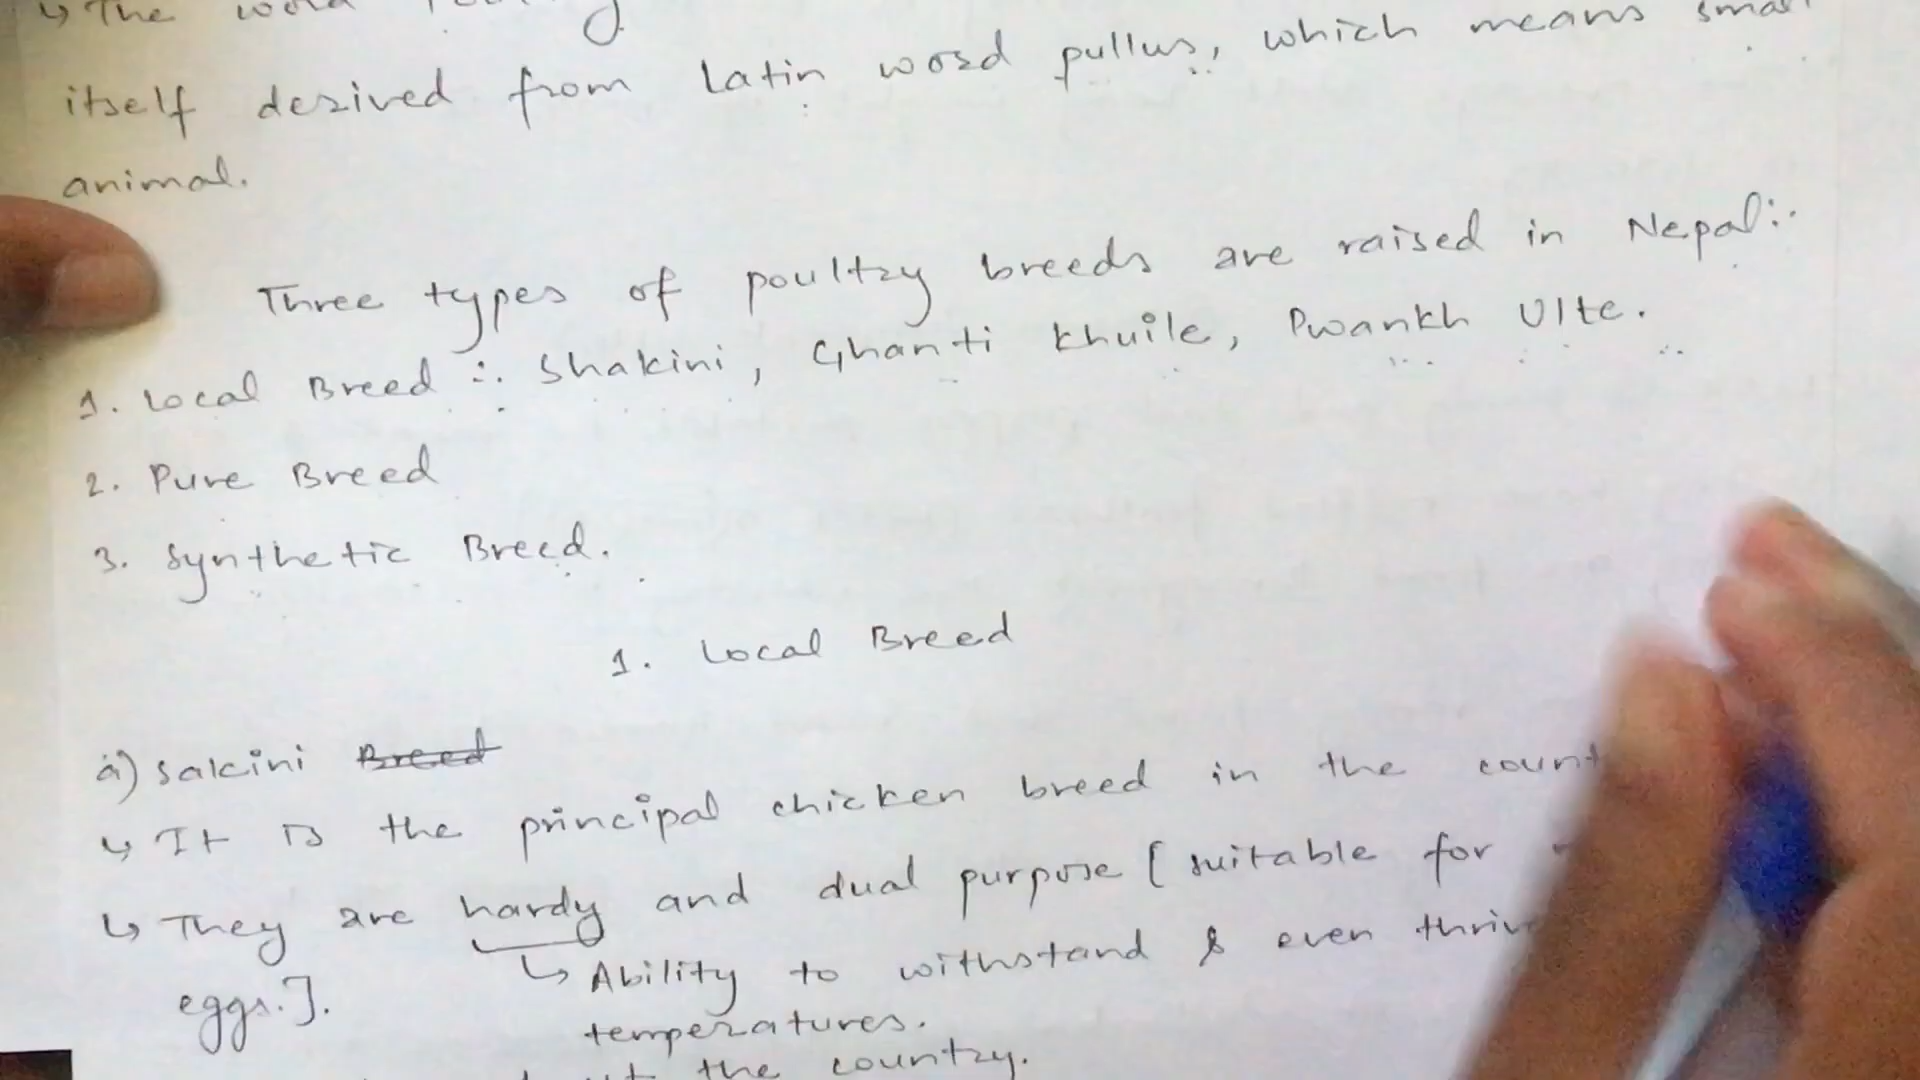 ↳ The word
itself derived from Latin word pullus, which means small
animal.
Three types of poultry breeds are raised in Nepal:-
1. Local Breed :- Shakini, Ghanti Khuile, Pwankh Ulte.
2. Pure Breed
3. Synthetic Breed.
1. Local Breed
a) Sakini Breed
↳ It is the principal chicken breed in the
↳ They are hardy and dual purpose [ suitable for
eggs.].
↳ Ability to withstand & even
temperatures.
the country.